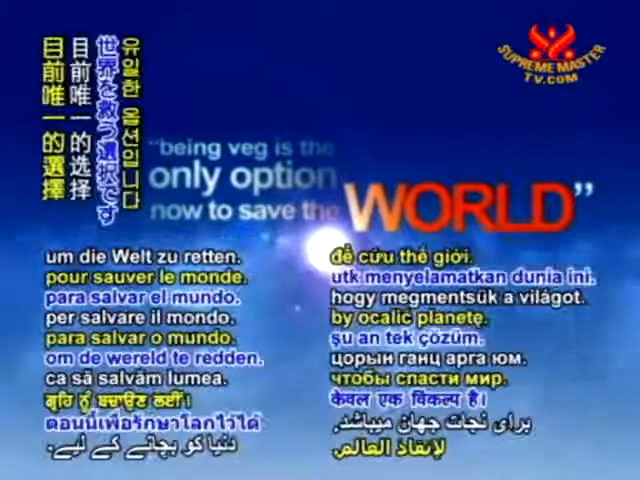 目前唯一的選擇
目前唯一的选择
世界を救う選択です
유일한 옵션입니다
SUPREME MASTER
TV.COM
"being veg is the
only option
now to save the
WORLD"
um die Welt zu retten.
pour sauver le monde.
para salvar el mundo.
per salvare il mondo.
para salvar o mundo.
om de wereld te redden.
ca să salvăm lumea.
ਗ੍ਰਹਿ ਨੂੰ ਬਚਾਉਣ ਲਈ।
ตอนนี้เพื่อรักษาโลกไว้ได้
دنیا کو بچانے کے لیے۔
để cứu thế giới.
utk menyelamatkan dunia ini.
hogy megmentsük a világot.
by ocalić planetę.
şu an tek çözüm.
цорын ганц арга юм.
чтобы спасти мир.
केवल एक विकल्प है।
برای نجات جهان میباشد.
لإنقاذ العالم.